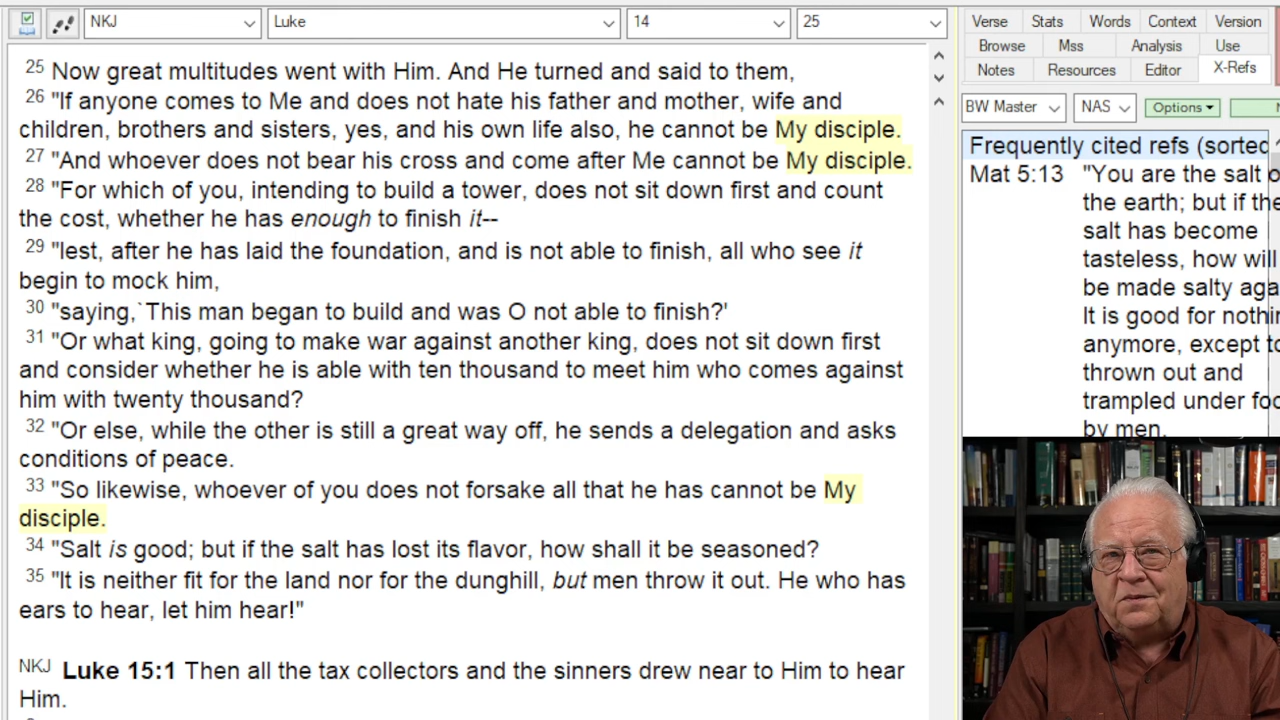 NKJ Luke 14 25
25 Now great multitudes went with Him. And He turned and said to them,
26 "If anyone comes to Me and does not hate his father and mother, wife and
children, brothers and sisters, yes, and his own life also, he cannot be My disciple.
27 "And whoever does not bear his cross and come after Me cannot be My disciple.
28 "For which of you, intending to build a tower, does not sit down first and count
the cost, whether he has enough to finish it--
29 "lest, after he has laid the foundation, and is not able to finish, all who see it
begin to mock him,
30 "saying,`This man began to build and was O not able to finish?'
31 "Or what king, going to make war against another king, does not sit down first
and consider whether he is able with ten thousand to meet him who comes against
him with twenty thousand?
32 "Or else, while the other is still a great way off, he sends a delegation and asks
conditions of peace.
33 "So likewise, whoever of you does not forsake all that he has cannot be My
disciple.
34 "Salt is good; but if the salt has lost its flavor, how shall it be seasoned?
35 "It is neither fit for the land nor for the dunghill, but men throw it out. He who has
ears to hear, let him hear!"
NKJ Luke 15:1 Then all the tax collectors and the sinners drew near to Him to hear
Him.
Verse Stats Words Context Version
Browse Mss Analysis Use
Notes Resources Editor X-Refs
BW Master NAS Options
Frequently cited refs (sorted
Mat 5:13 "You are the salt o
the earth; but if the
salt has become
tasteless, how will
be made salty aga
It is good for nothin
anymore, except to
thrown out and
trampled under foo
by men.